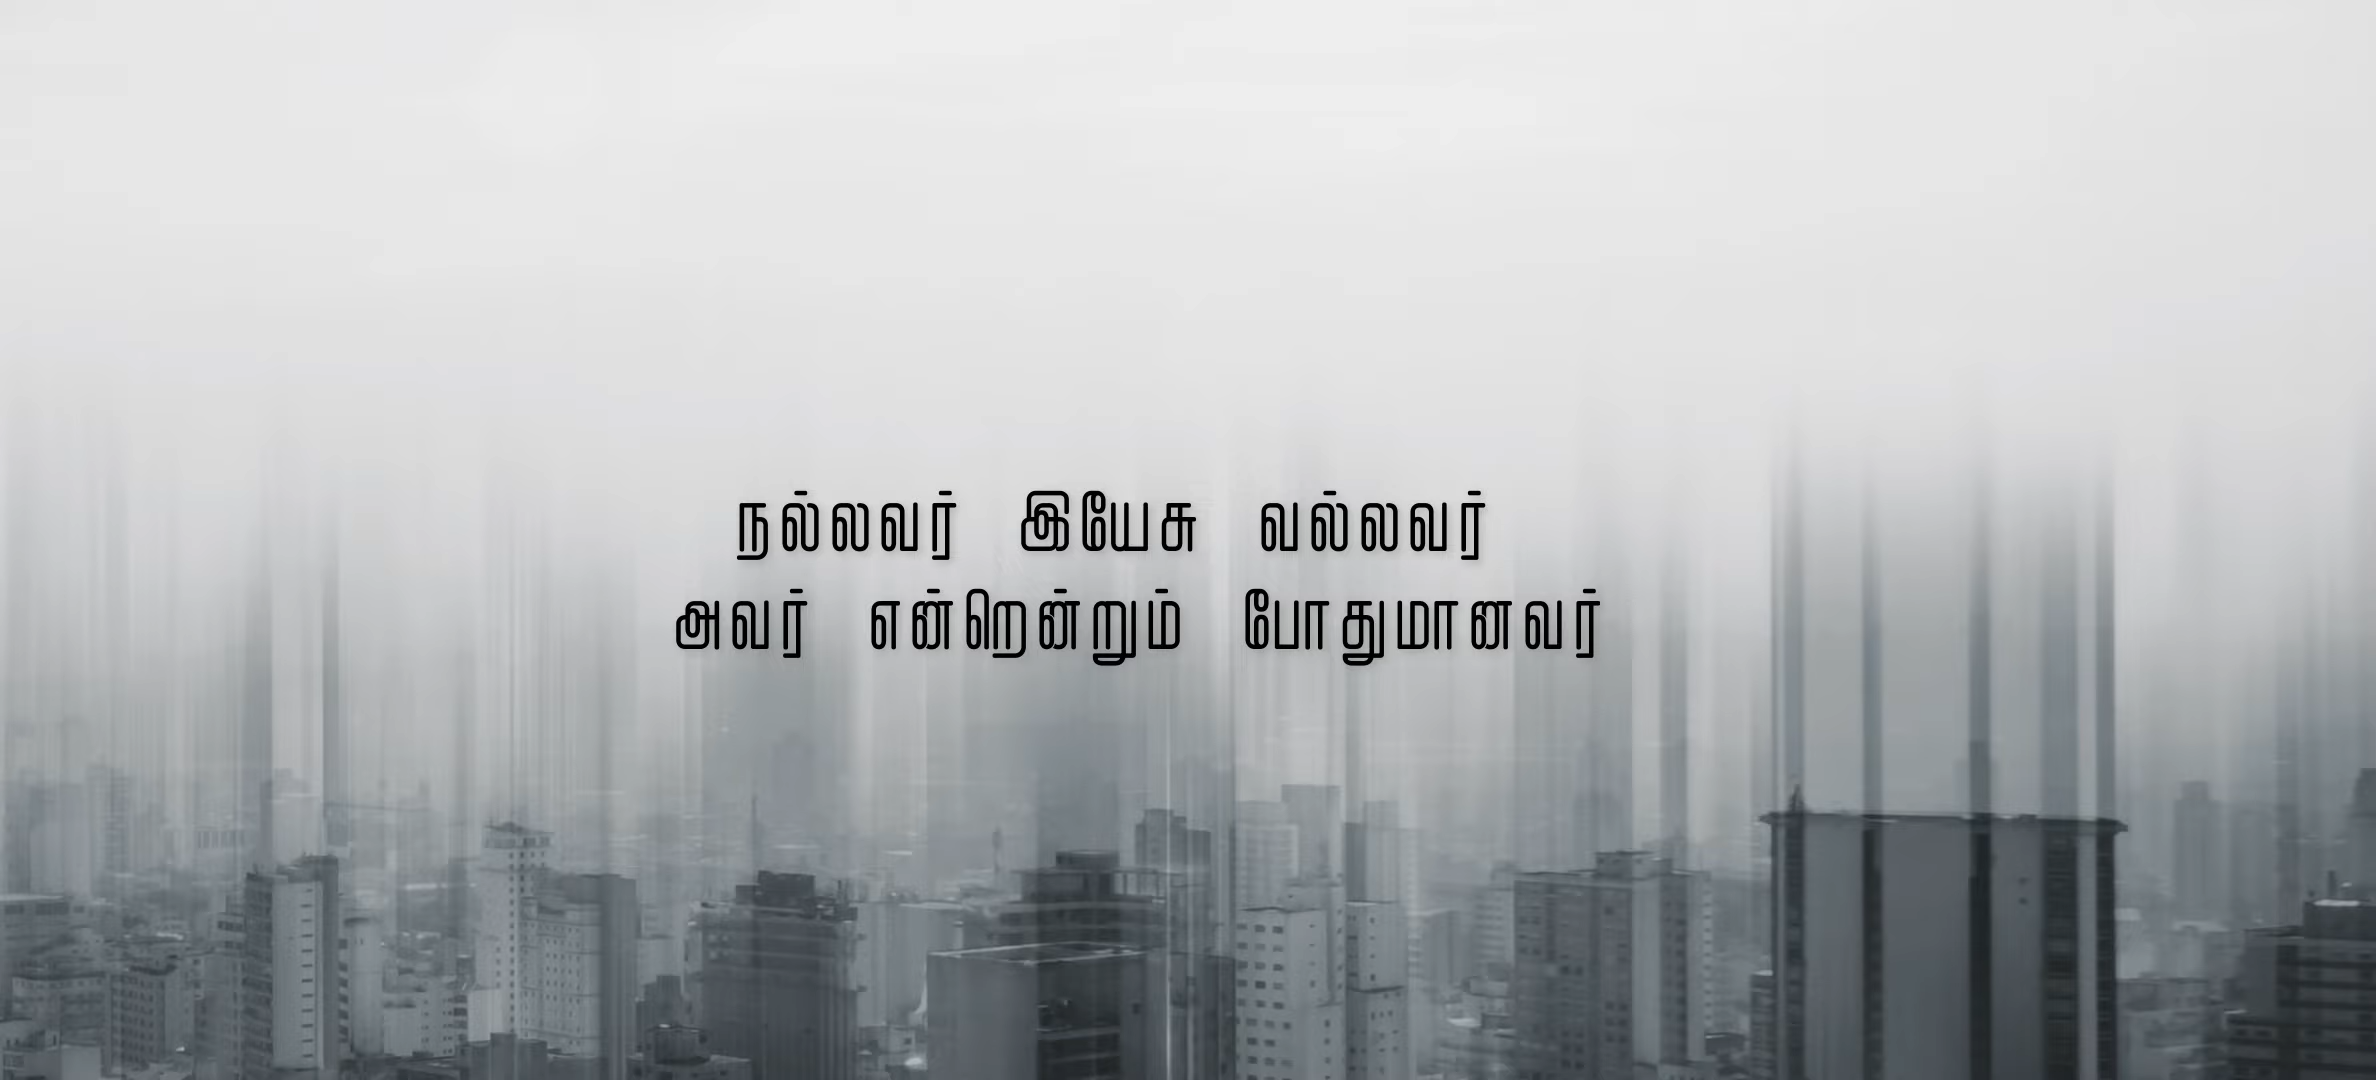 நல்லவர் இயேசு வல்லவர்
அவர் என்றென்றும் போதுமானவர்